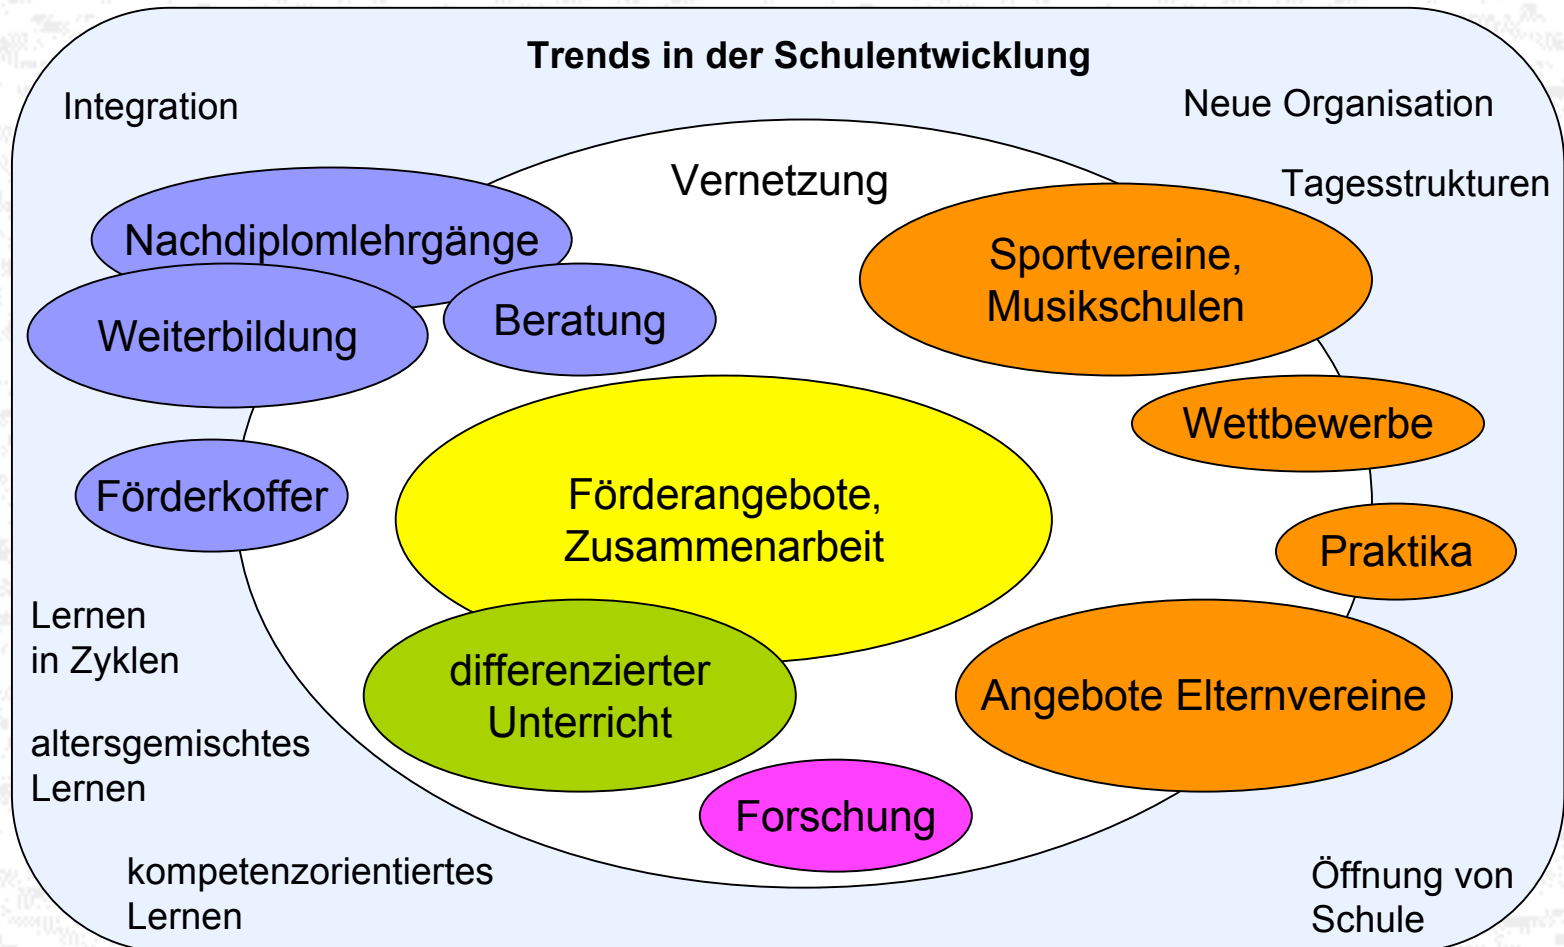 Trends in der Schulentwicklung
Integration
Neue Organisation
Vernetzung
Tagesstrukturen
Nachdiplomlehrgänge
Sportvereine,
Musikschulen
Weiterbildung
Beratung
Wettbewerbe
Förderkoffer
Förderangebote,
Zusammenarbeit
Praktika
Lernen
in Zyklen
differenzierter
Unterricht
Angebote Elternvereine
altersgemischtes
Lernen
Forschung
kompetenzorientiertes
Lernen
Öffnung von
Schule